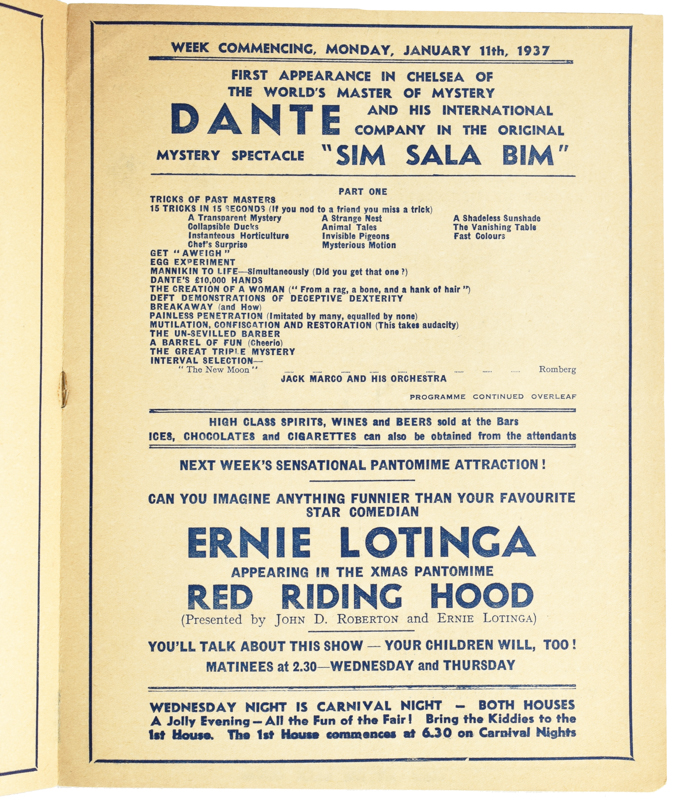 WEEK COMMENCING, MONDAY, JANUARY 11th, 1937
FIRST APPEARANCE IN CHELSEA OF
THE WORLD'S MASTER OF MYSTERY
DANTE AND HIS INTERNATIONAL
COMPANY IN THE ORIGINAL
MYSTERY SPECTACLE "SIM SALA BIM"
PART ONE
TRICKS OF PAST MASTERS
15 TRICKS IN 15 SECONDS (If you nod to a friend you miss a trick)
A Transparent Mystery A Strange Nest A Shadeless Sunshade
Collapsible Ducks Animal Tales The Vanishing Table
Instanteous Horticulture Invisible Pigeons Fast Colours
Chef's Surprise Mysterious Motion
GET "AWEIGH"
EGG EXPERIMENT
MANNIKIN TO LIFE—Simultaneously (Did you get that one?)
DANTE'S £10,000 HANDS
THE CREATION OF A WOMAN ("From a rag, a bone, and a hank of hair")
DEFT DEMONSTRATIONS OF DECEPTIVE DEXTERITY
BREAKAWAY (and How)
PAINLESS PENETRATION (Imitated by many, equalled by none)
MUTILATION, CONFISCATION AND RESTORATION (This takes audacity)
THE UN-SEVILLED BARBER
A BARREL OF FUN (Cheerio)
THE GREAT TRIPLE MYSTERY
INTERVAL SELECTION—
"The New Moon" — — — — — — — — Romberg
JACK MARCO AND HIS ORCHESTRA
PROGRAMME CONTINUED OVERLEAF
HIGH CLASS SPIRITS, WINES and BEERS sold at the Bars
ICES, CHOCOLATES and CIGARETTES can also be obtained from the attendants
NEXT WEEK'S SENSATIONAL PANTOMIME ATTRACTION!
CAN YOU IMAGINE ANYTHING FUNNIER THAN YOUR FAVOURITE
STAR COMEDIAN
ERNIE LOTINGA
APPEARING IN THE XMAS PANTOMIME
RED RIDING HOOD
(Presented by JOHN D. ROBERTON and ERNIE LOTINGA)
YOU'LL TALK ABOUT THIS SHOW — YOUR CHILDREN WILL, TOO!
MATINEES at 2.30—WEDNESDAY and THURSDAY
WEDNESDAY NIGHT IS CARNIVAL NIGHT — BOTH HOUSES
A Jolly Evening—All the Fun of the Fair! Bring the Kiddies to the
1st House. The 1st House commences at 6.30 on Carnival Nights